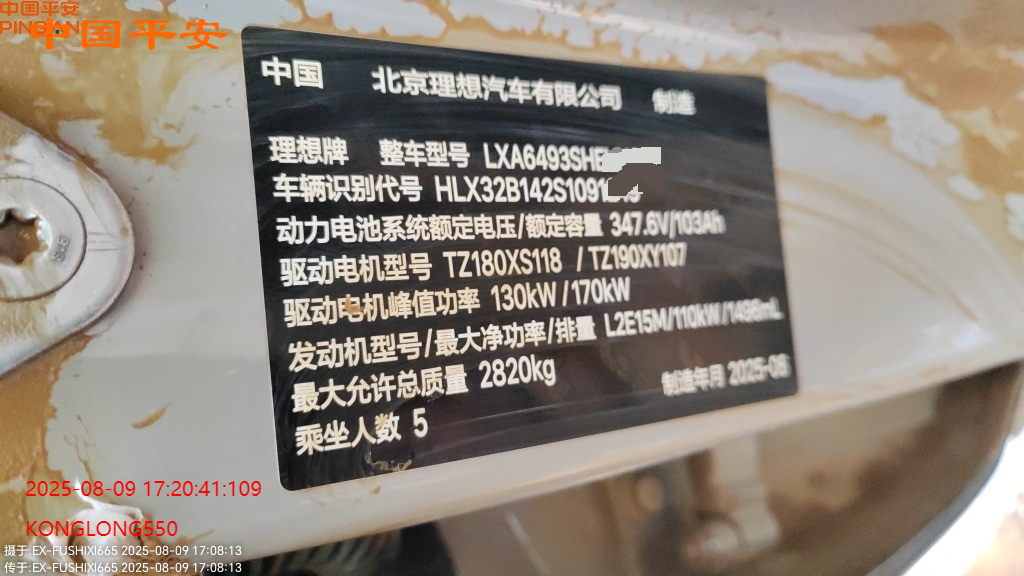 中国平安
PINGAN
中国平安
中国 北京理想汽车有限公司 制造
理想牌 整车型号 LXA6493SHE
车辆识别代号 HLX32B142S1091
动力电池系统额定电压/额定容量 347.6V/103Ah
驱动电机型号 TZ180XS118 / TZ190XY107
驱动电机峰值功率 130kW /170kW
发动机型号/最大净功率/排量 L2E15M/110kW/1496mL
最大允许总质量 2820kg
制造年月 2025-06
乘坐人数 5
2025-08-09 17:20:41:109
KONGLONG550
摄于 EX-FUSHIXI665 2025-08-09 17:08:13
传于 EX-FUSHIXI665 2025-08-09 17:08:13